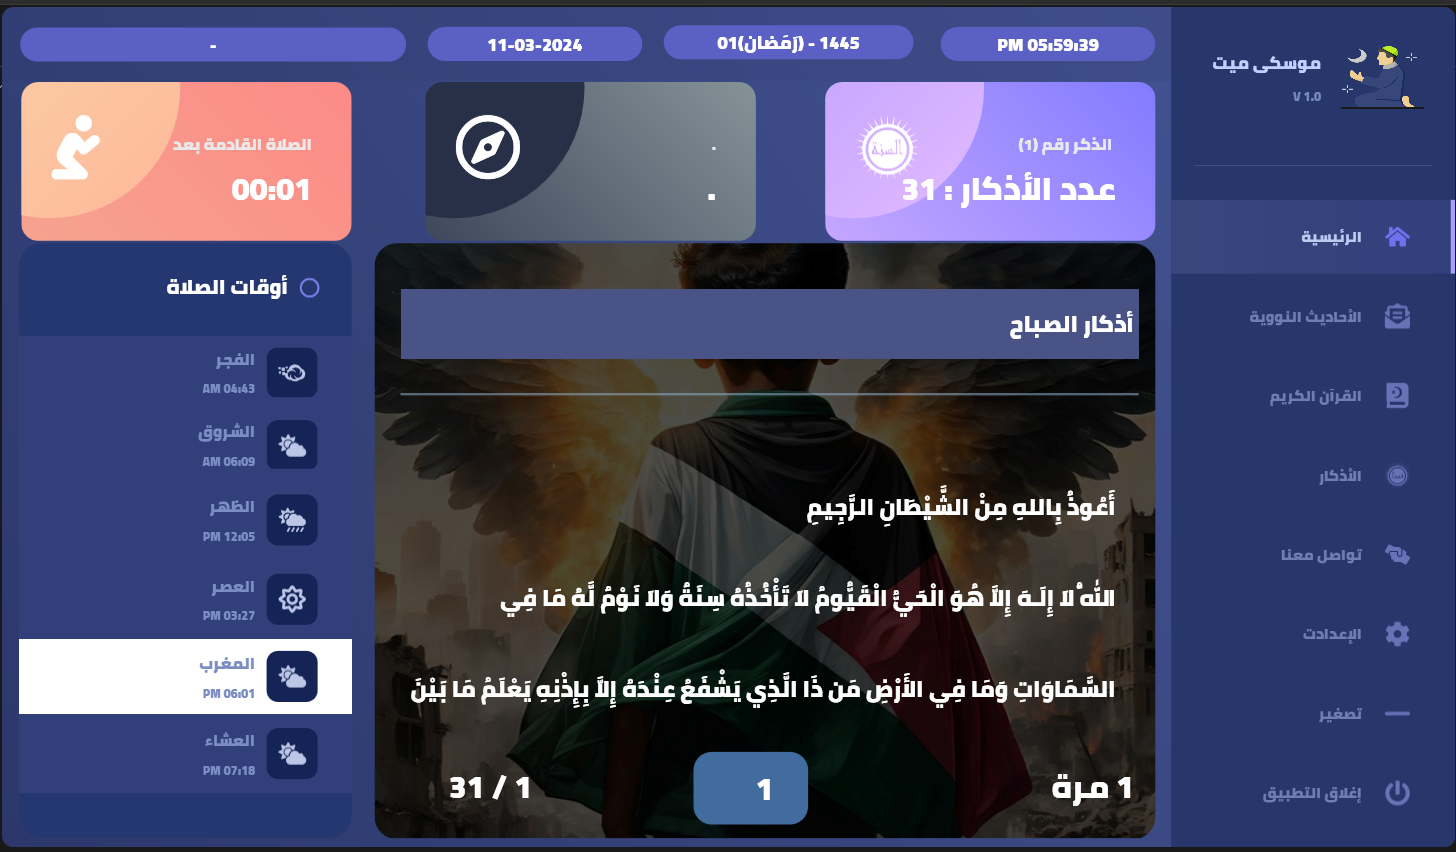 موسكى ميت
V 1.0
الرئيسية
الأحاديث النووية
القرآن الكريم
الأذكار
تواصل معنا
الإعدادت
تصغير
إغلاق التطبيق
PM 05:59:39
01(رَمَضان) - 1445
11-03-2024
-
الذكر رقم (1)
عدد الأذكار : 31
السنة
.
.
الصلاة القادمة بعد
00:01
أذكار الصباح
أَعُوذُ بِاللهِ مِنْ الشَّيْطَانِ الرَّجِيمِ
اللّهُ لاَ إِلَـهَ إِلاَّ هُوَ الْحَيُّ الْقَيُّومُ لاَ تَأْخُذُهُ سِنَةٌ وَلاَ نَوْمٌ لَّهُ مَا فِي
السَّمَاوَاتِ وَمَا فِي الأَرْضِ مَن ذَا الَّذِي يَشْفَعُ عِنْدَهُ إِلاَّ بِإِذْنِهِ يَعْلَمُ مَا بَيْنَ
1 مرة
1
1 / 31
أوقات الصلاة
الفجر
AM 04:43
الشروق
AM 06:09
الظهر
PM 12:05
العصر
PM 03:27
المغرب
PM 06:01
العشاء
PM 07:18